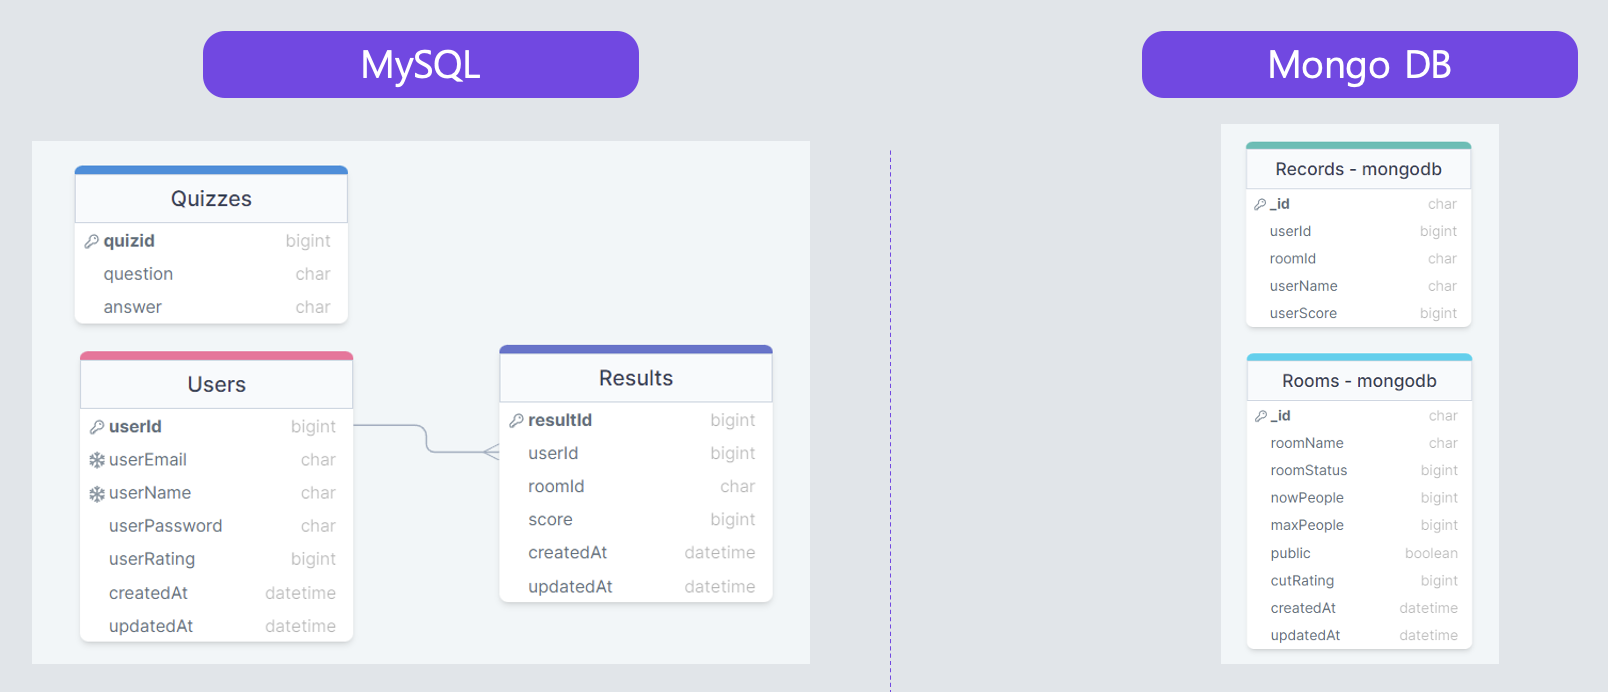 MySQL
Quizzes
quizid bigint
question char
answer char
Users
userId bigint
userEmail char
userName char
userPassword char
userRating bigint
createdAt datetime
updatedAt datetime
Results
resultId bigint
userId bigint
roomId char
score bigint
createdAt datetime
updatedAt datetime
Mongo DB
Records - mongodb
_id char
userId bigint
roomId char
userName char
userScore bigint
Rooms - mongodb
_id char
roomName char
roomStatus bigint
nowPeople bigint
maxPeople bigint
public boolean
cutRating bigint
createdAt datetime
updatedAt datetime